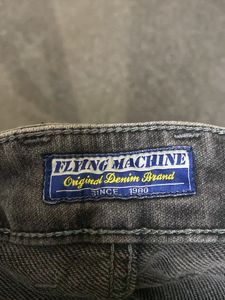 FLYING MACHINE
Original Denim Brand
SINCE 1980